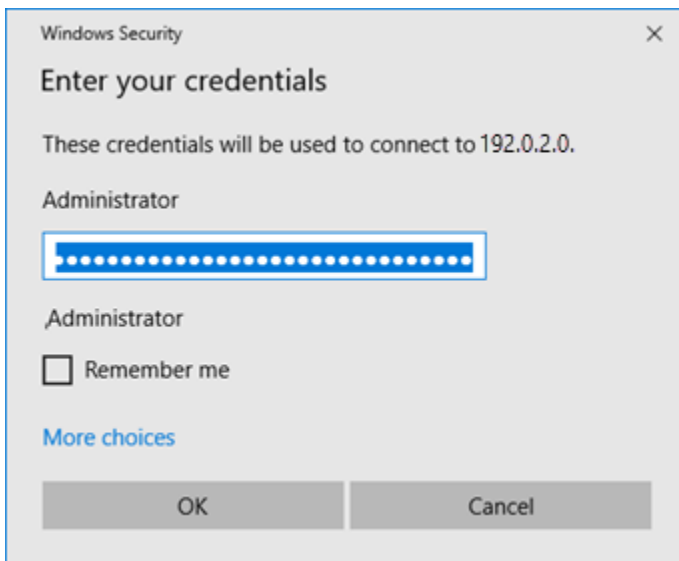 Windows Security
Enter your credentials
These credentials will be used to connect to 192.0.2.0.
Administrator
••••••••••••••••••••••••••••••••
,Administrator
Remember me
More choices
OK
Cancel